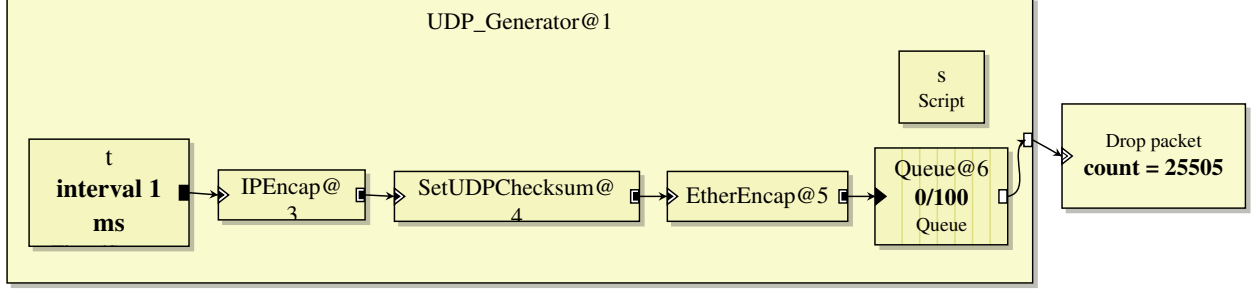 UDP_Generator@1
s
Script
t
interval 1
ms
IPEncap@
3
SetUDPChecksum@
4
EtherEncap@5
Queue@6
0/100
Queue
Drop packet
count = 25505